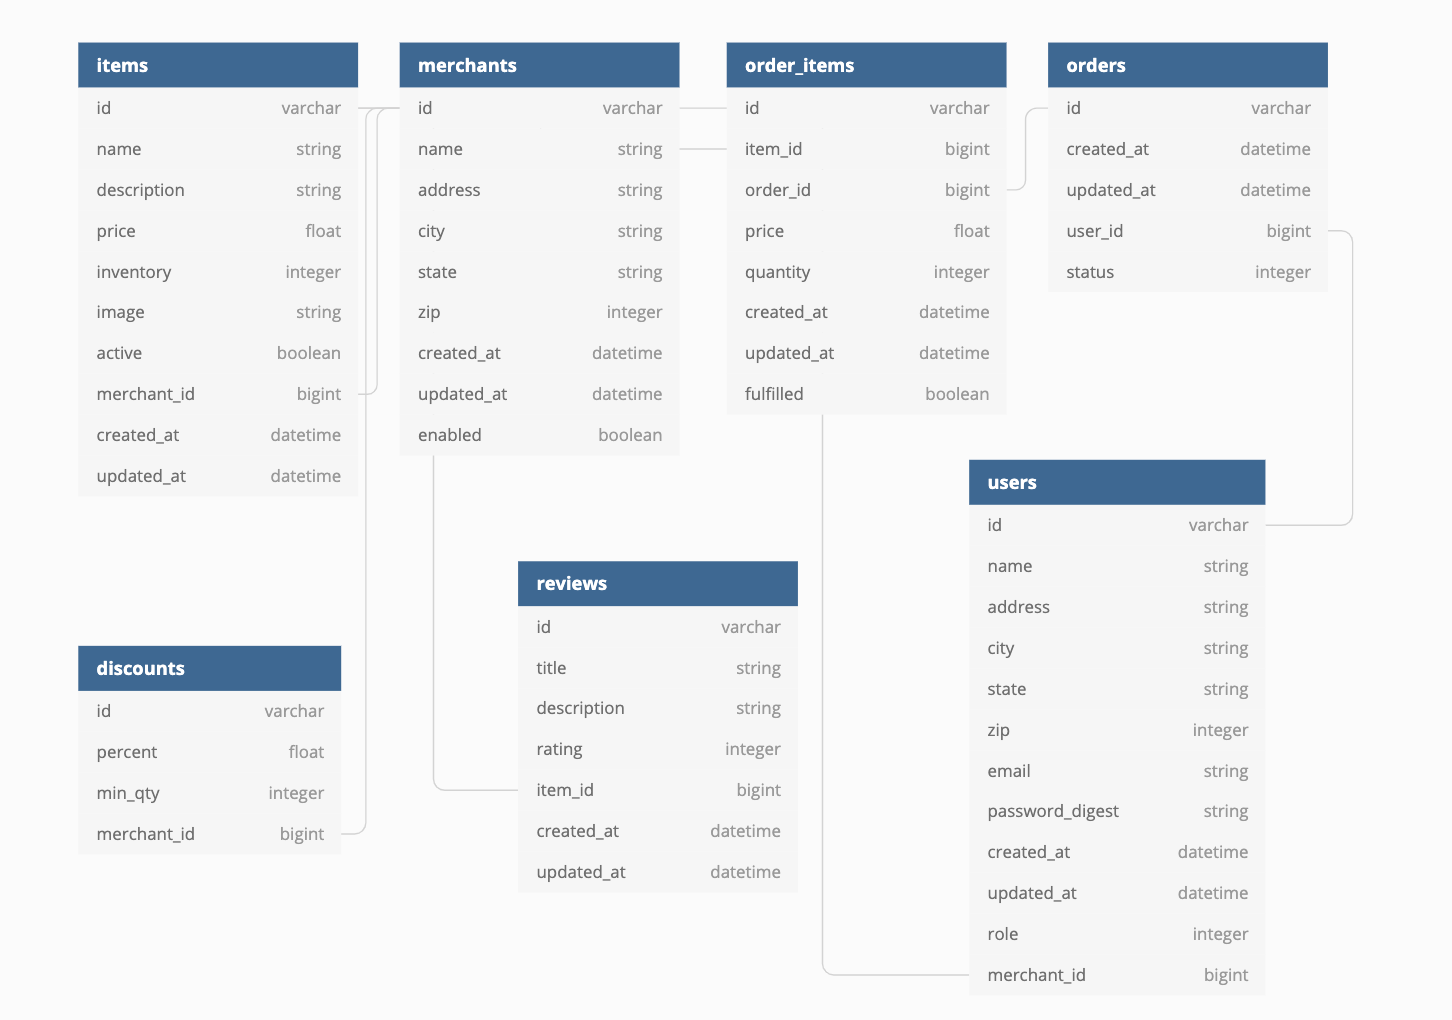 items
id varchar
name string
description string
price float
inventory integer
image string
active boolean
merchant_id bigint
created_at datetime
updated_at datetime
merchants
id varchar
name string
address string
city string
state string
zip integer
created_at datetime
updated_at datetime
enabled boolean
order_items
id varchar
item_id bigint
order_id bigint
price float
quantity integer
created_at datetime
updated_at datetime
fulfilled boolean
orders
id varchar
created_at datetime
updated_at datetime
user_id bigint
status integer
users
id varchar
name string
address string
city string
state string
zip integer
email string
password_digest string
created_at datetime
updated_at datetime
role integer
merchant_id bigint
reviews
id varchar
title string
description string
rating integer
item_id bigint
created_at datetime
updated_at datetime
discounts
id varchar
percent float
min_qty integer
merchant_id bigint